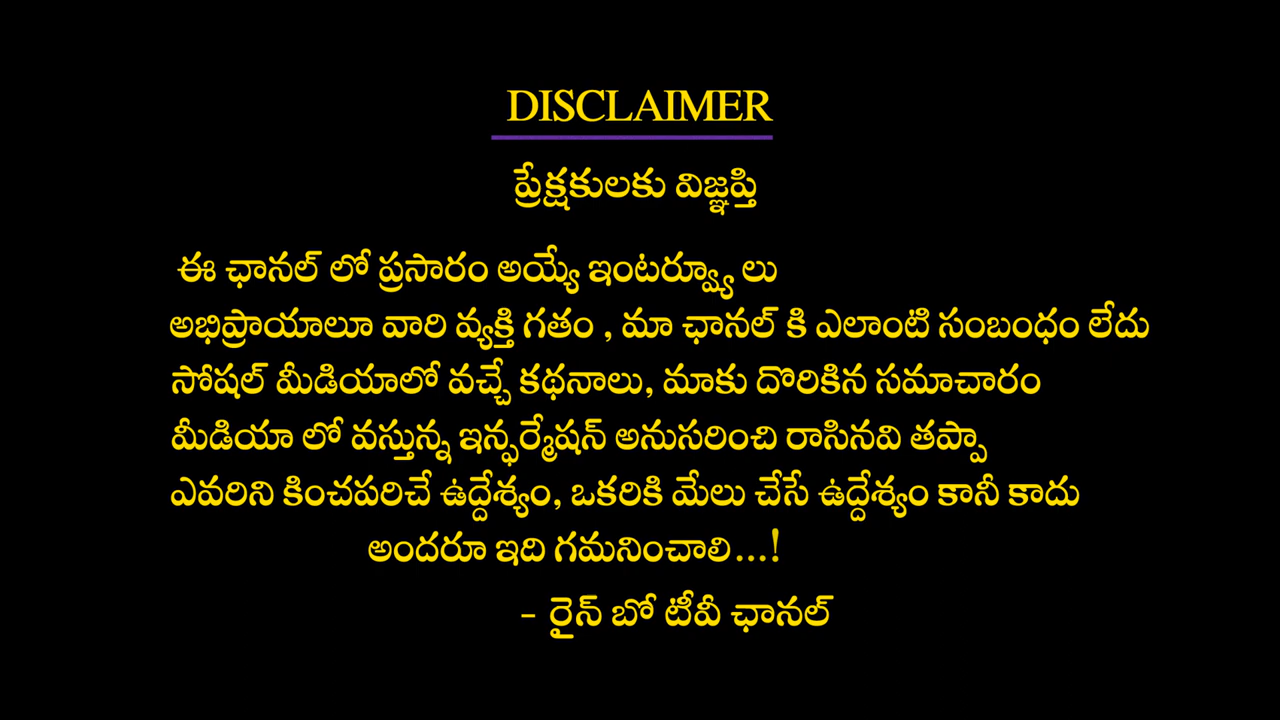 DISCLAIMER
ప్రేక్షకులకు విజ్ఞప్తి
ఈ ఛానల్ లో ప్రసారం అయ్యే ఇంటర్వ్యూ లు
అభిప్రాయాలూ వారి వ్యక్తి గతం , మా ఛానల్ కి ఎలాంటి సంబంధం లేదు
సోషల్ మీడియాలో వచ్చే కథనాలు, మాకు దొరికిన సమాచారం
మీడియా లో వస్తున్న ఇన్ఫర్మేషన్ అనుసరించి రాసినవి తప్పా
ఎవరిని కించపరిచే ఉద్దేశ్యం, ఒకరికి మేలు చేసే ఉద్దేశ్యం కానీ కాదు
అందరూ ఇది గమనించాలి...!
- రైన్ బో టీవీ ఛానల్